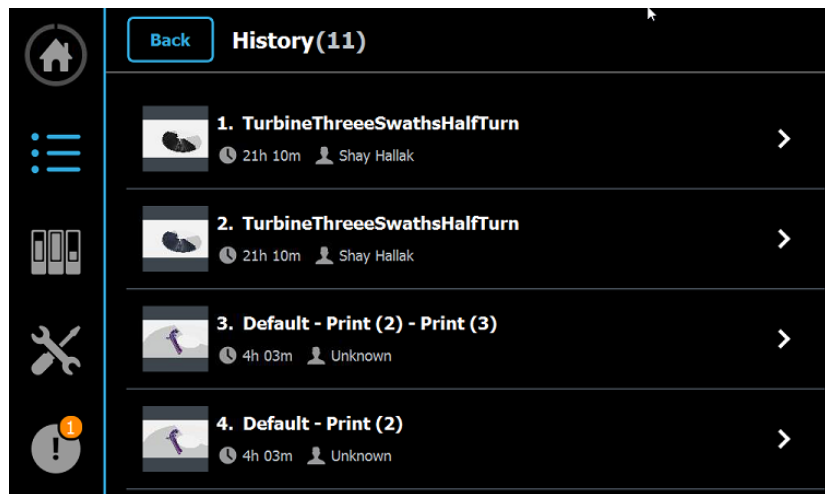 Back
History(11)
1. TurbineThreeeSwathsHalfTurn
21h 10m Shay Hallak
2. TurbineThreeeSwathsHalfTurn
21h 10m Shay Hallak
3. Default - Print (2) - Print (3)
4h 03m Unknown
4. Default - Print (2)
4h 03m Unknown
1
!